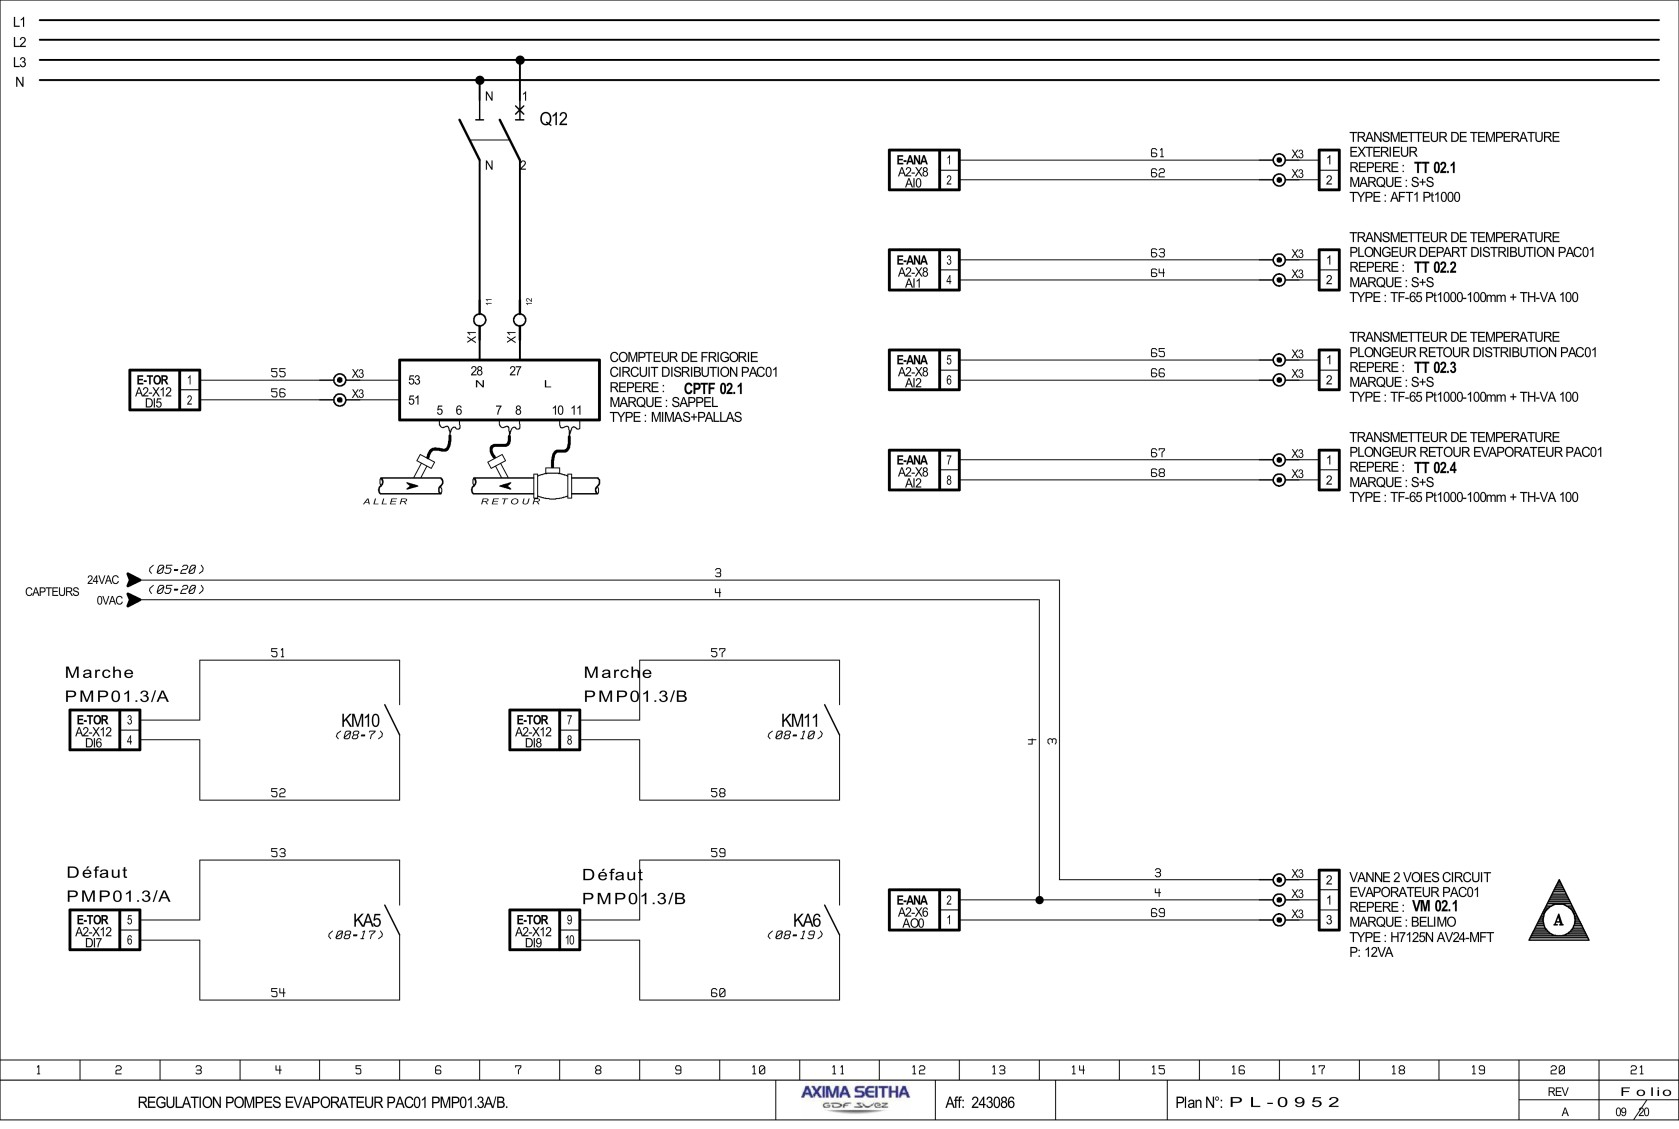 L1
L2
L3
N
N 1
Q12
N 2
11 12
X1 X1
E-TOR 1
A2-X12
DI5 2
55 X3
56 X3
28 27
N L
53
51
5 6 7 8 10 11
COMPTEUR DE FRIGORIE
CIRCUIT DISRIBUTION PAC01
REPERE : CPTF 02.1
MARQUE : SAPPEL
TYPE : MIMAS+PALLAS
ALLER RETOUR
E-ANA 1
A2-X8
AI0 2
61 X3 1
62 X3 2
TRANSMETTEUR DE TEMPERATURE
EXTERIEUR
REPERE : TT 02.1
MARQUE : S+S
TYPE : AFT1 Pt1000
E-ANA 3
A2-X8
AI1 4
63 X3 1
64 X3 2
TRANSMETTEUR DE TEMPERATURE
PLONGEUR DEPART DISTRIBUTION PAC01
REPERE : TT 02.2
MARQUE : S+S
TYPE : TF-65 Pt1000-100mm + TH-VA 100
E-ANA 5
A2-X8
AI2 6
65 X3 1
66 X3 2
TRANSMETTEUR DE TEMPERATURE
PLONGEUR RETOUR DISTRIBUTION PAC01
REPERE : TT 02.3
MARQUE : S+S
TYPE : TF-65 Pt1000-100mm + TH-VA 100
E-ANA 7
A2-X8
AI2 8
67 X3 1
68 X3 2
TRANSMETTEUR DE TEMPERATURE
PLONGEUR RETOUR EVAPORATEUR PAC01
REPERE : TT 02.4
MARQUE : S+S
TYPE : TF-65 Pt1000-100mm + TH-VA 100
CAPTEURS
24VAC (05-20) 3
0VAC (05-20) 4
4 3
Marche
PMP01.3/A
E-TOR 3
A2-X12
DI6 4
51
KM10
(08-7)
52
Marche
PMP01.3/B
E-TOR 7
A2-X12
DI8 8
57
KM11
(08-10)
58
Défaut
PMP01.3/A
E-TOR 5
A2-X12
DI7 6
53
KA5
(08-17)
54
Défaut
PMP01.3/B
E-TOR 9
A2-X12
DI9 10
59
KA6
(08-19)
60
E-ANA 2
A2-X6
AO0 1
3 X3 2
4 X3 1
69 X3 3
VANNE 2 VOIES CIRCUIT
EVAPORATEUR PAC01
REPERE : VM 02.1
MARQUE : BELIMO
TYPE : H7125N AV24-MFT
P: 12VA
A
1 2 3 4 5 6 7 8 9 10 11 12 13 14 15 16 17 18 19 20 21
REGULATION POMPES EVAPORATEUR PAC01 PMP01.3A/B.
AXIMA SEITHA
GDF SUEZ
Aff: 243086
Plan N°: PL-0952
REV Folio
A 09/20